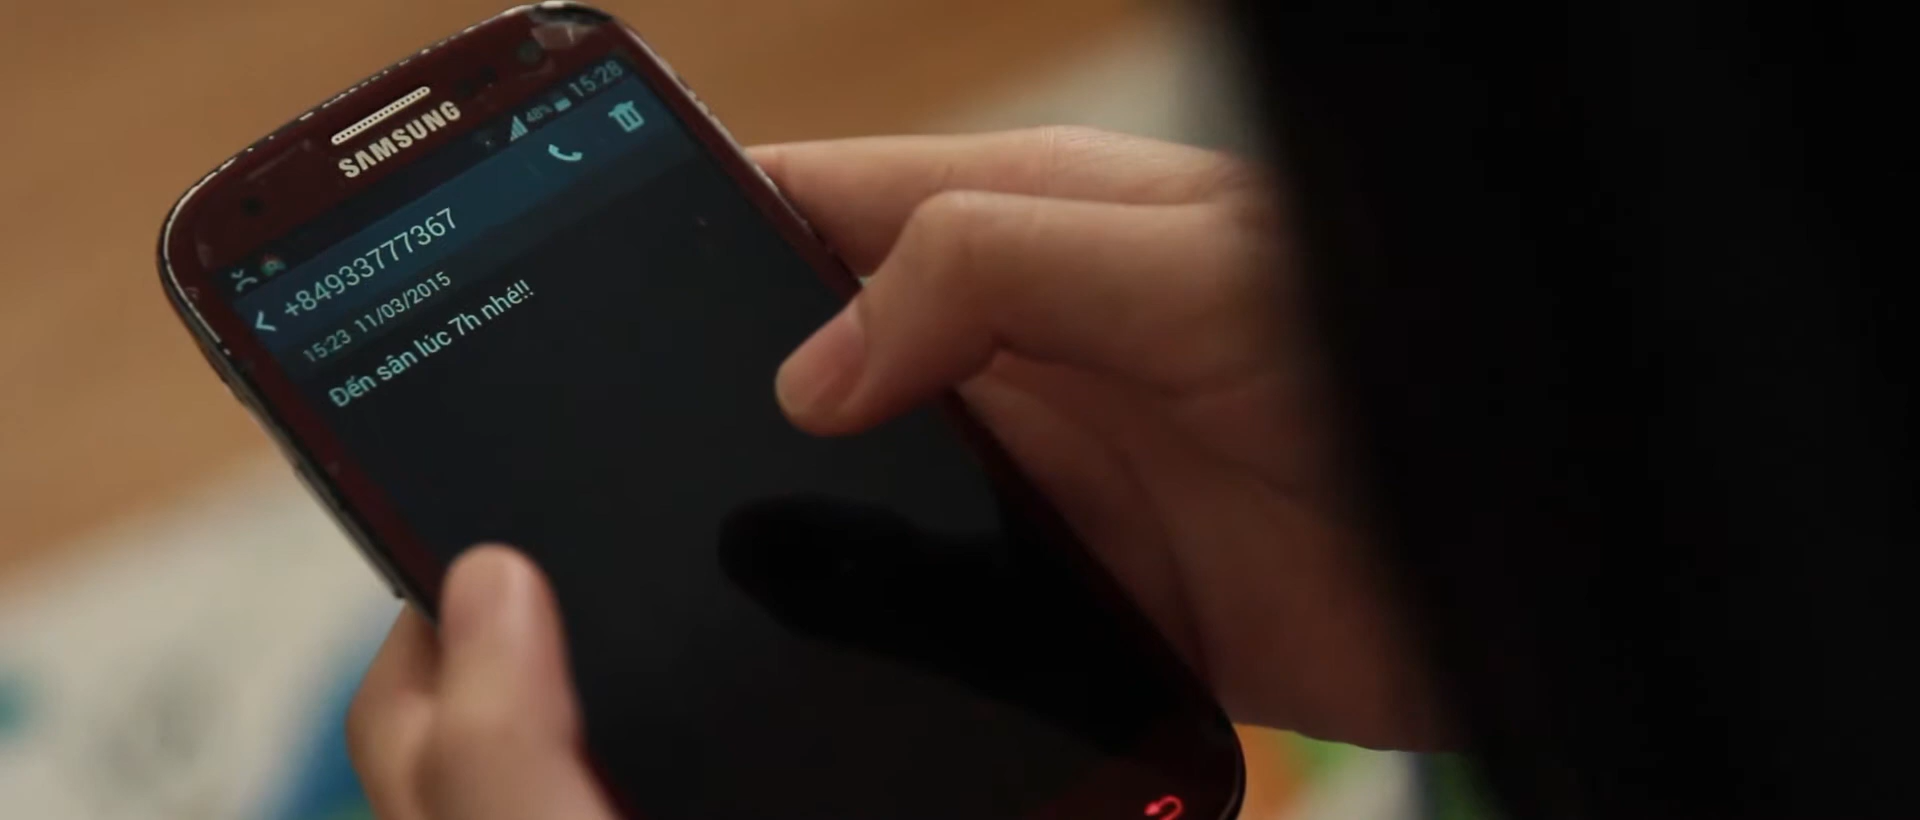 SAMSUNG
48% 15:28
+84933777367
15:23 11/03/2015
Đến sân lúc 7h nhé!!